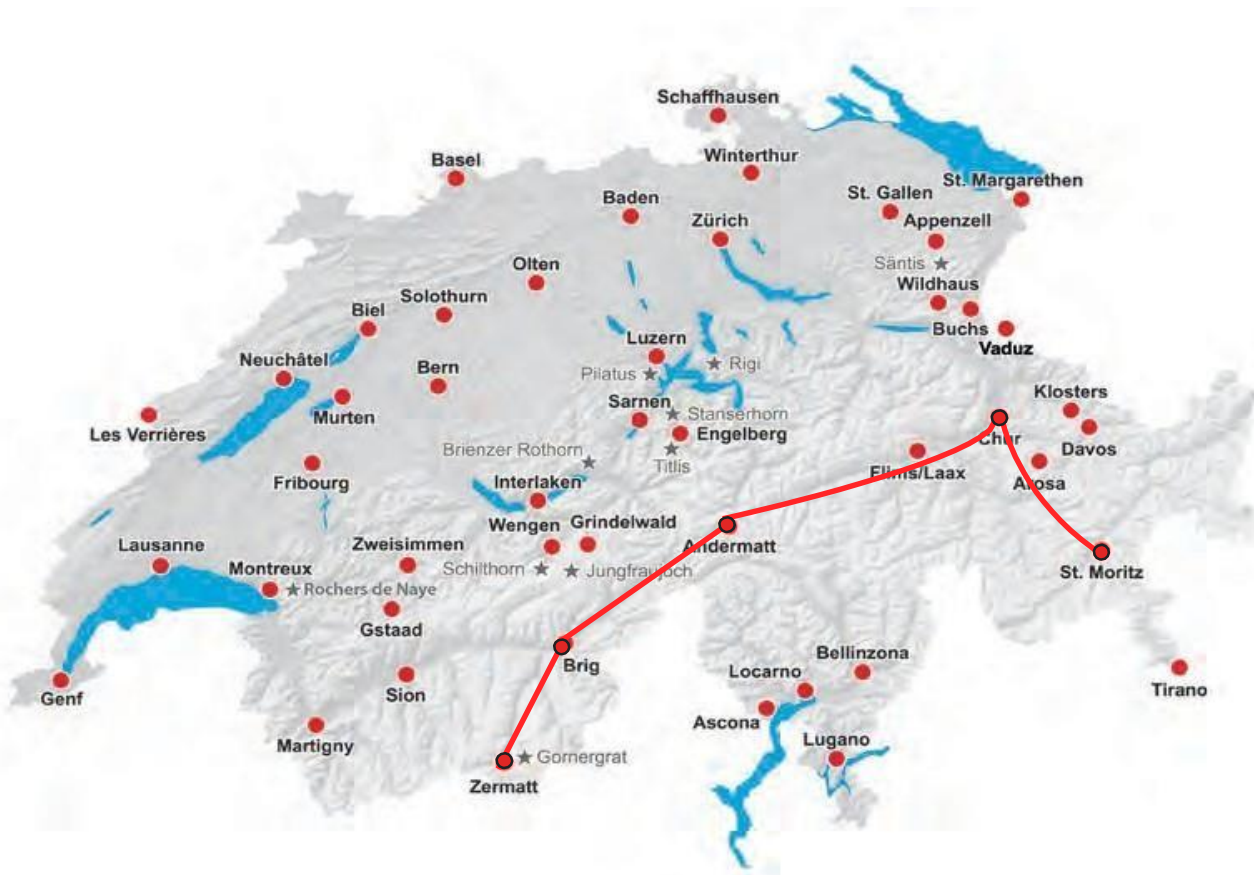 Schaffhausen
Basel
Winterthur
St. Margarethen
St. Gallen
Baden
Zürich
Appenzell
Säntis
Olten
Solothurn
Wildhaus
Biel
Buchs
Luzern
Vaduz
Neuchâtel
Bern
Rigi
Pilatus
Klosters
Murten
Sarnen
Stanserhorn
Les Verrières
Engelberg
Chur
Davos
Brienzer Rothorn
Titlis
Flims/Laax
Fribourg
Interlaken
Arosa
Wengen
Grindelwald
Lausanne
Zweisimmen
Andermatt
Montreux
Schilthorn
Jungfraujoch
St. Moritz
Rochers de Naye
Gstaad
Bellinzona
Brig
Locarno
Genf
Sion
Tirano
Ascona
Martigny
Lugano
Gornergrat
Zermatt